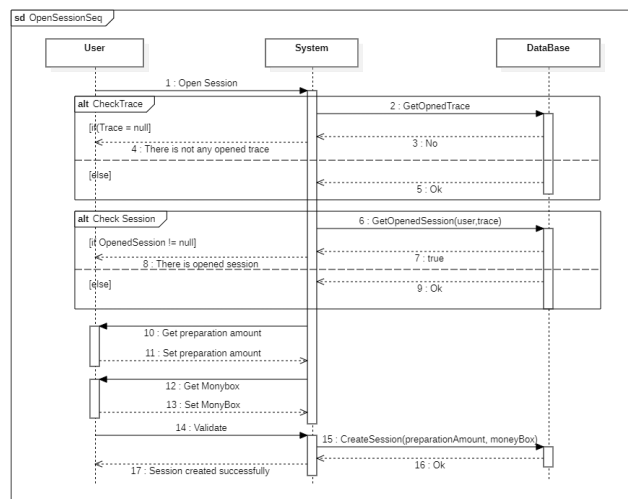 sd OpenSessionSeq
User
System
DataBase
1 : Open Session
alt CheckTrace
2 : GetOpnedTrace
[if(Trace = null]
3 : No
4 : There is not any opened trace
[else]
5 : Ok
alt Check Session
6 : GetOpenedSession(user,trace)
[if OpenedSession != null]
7 : true
8 : There is opened session
[else]
9 : Ok
10 : Get preparation amount
11 : Set preparation amount
12 : Get Monybox
13 : Set MonyBox
14 : Validate
15 : CreateSession(preparationAmount, moneyBox)
16 : Ok
17 : Session created successfully